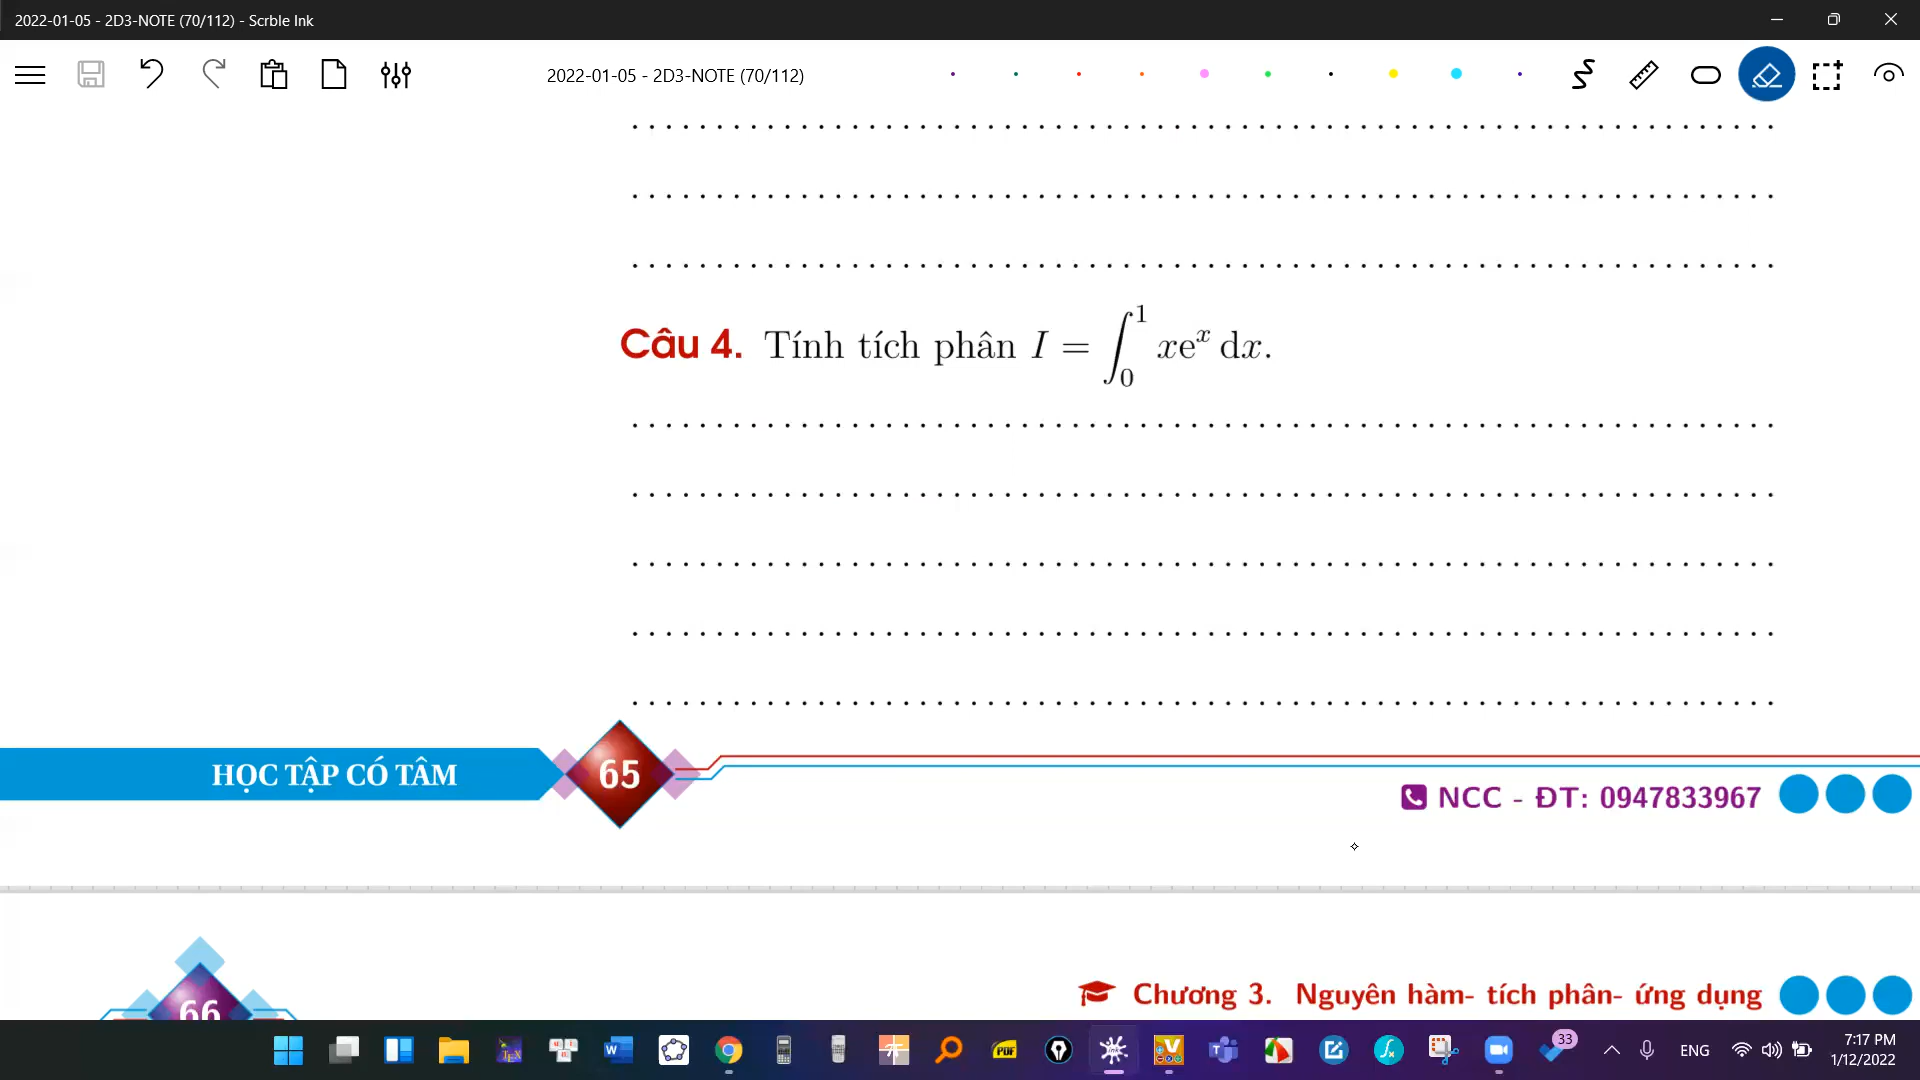 2022-01-05 - 2D3-NOTE (70/112) - Scrble Ink
2022-01-05 - 2D3-NOTE (70/112)
Câu 4. Tính tích phân I = ∫₀¹ xeˣ dx.
HỌC TẬP CÓ TÂM
65
NCC - ĐT: 0947833967
66
Chương 3. Nguyên hàm- tích phân- ứng dụng
33
ENG
7:17 PM
1/12/2022